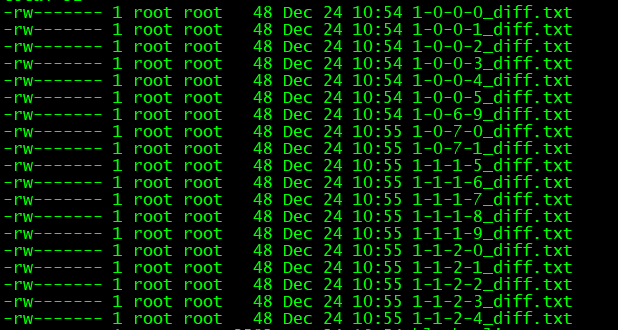 -rw------- 1 root root   48 Dec 24 10:54 1-0-0-0_diff.txt
-rw------- 1 root root   48 Dec 24 10:54 1-0-0-1_diff.txt
-rw------- 1 root root   48 Dec 24 10:54 1-0-0-2_diff.txt
-rw------- 1 root root   48 Dec 24 10:54 1-0-0-3_diff.txt
-rw------- 1 root root   48 Dec 24 10:54 1-0-0-4_diff.txt
-rw------- 1 root root   48 Dec 24 10:54 1-0-0-5_diff.txt
-rw------- 1 root root   48 Dec 24 10:54 1-0-6-9_diff.txt
-rw------- 1 root root   48 Dec 24 10:55 1-0-7-0_diff.txt
-rw------- 1 root root   48 Dec 24 10:55 1-0-7-1_diff.txt
-rw------- 1 root root   48 Dec 24 10:55 1-1-1-5_diff.txt
-rw------- 1 root root   48 Dec 24 10:55 1-1-1-6_diff.txt
-rw------- 1 root root   48 Dec 24 10:55 1-1-1-7_diff.txt
-rw------- 1 root root   48 Dec 24 10:55 1-1-1-8_diff.txt
-rw------- 1 root root   48 Dec 24 10:55 1-1-1-9_diff.txt
-rw------- 1 root root   48 Dec 24 10:55 1-1-2-0_diff.txt
-rw------- 1 root root   48 Dec 24 10:55 1-1-2-1_diff.txt
-rw------- 1 root root   48 Dec 24 10:55 1-1-2-2_diff.txt
-rw------- 1 root root   48 Dec 24 10:55 1-1-2-3_diff.txt
-rw------- 1 root root   48 Dec 24 10:55 1-1-2-4_diff.txt